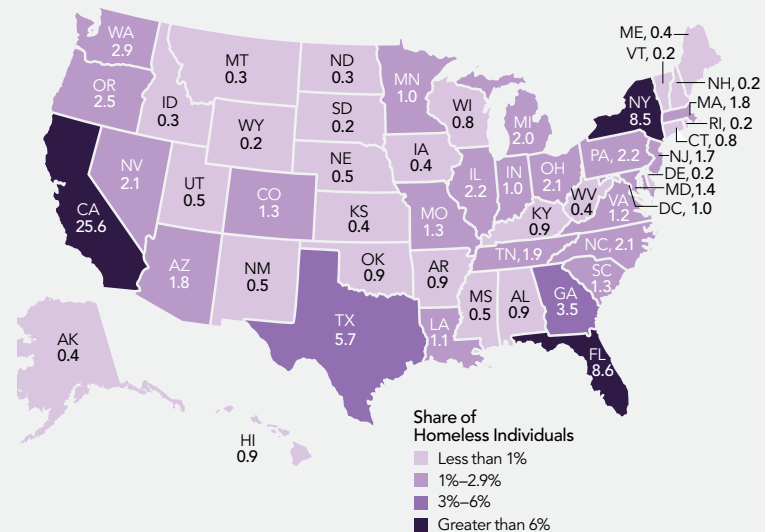 WA
2.9
OR
2.5
CA
25.6
NV
2.1
ID
0.3
MT
0.3
WY
0.2
UT
0.5
AZ
1.8
CO
1.3
NM
0.5
ND
0.3
SD
0.2
NE
0.5
KS
0.4
OK
0.9
TX
5.7
MN
1.0
IA
0.4
MO
1.3
AR
0.9
LA
1.1
WI
0.8
IL
2.2
MI
2.0
IN
1.0
OH
2.1
KY
0.9
TN, 1.9
MS
0.5
AL
0.9
GA
3.5
FL
8.6
SC
1.3
NC, 2.1
VA
1.2
WV
0.4
PA, 2.2
NY
8.5
ME, 0.4
VT, 0.2
NH, 0.2
MA, 1.8
RI, 0.2
CT, 0.8
NJ, 1.7
DE, 0.2
MD, 1.4
DC, 1.0
AK
0.4
HI
0.9
Share of
Homeless Individuals
Less than 1%
1%–2.9%
3%–6%
Greater than 6%